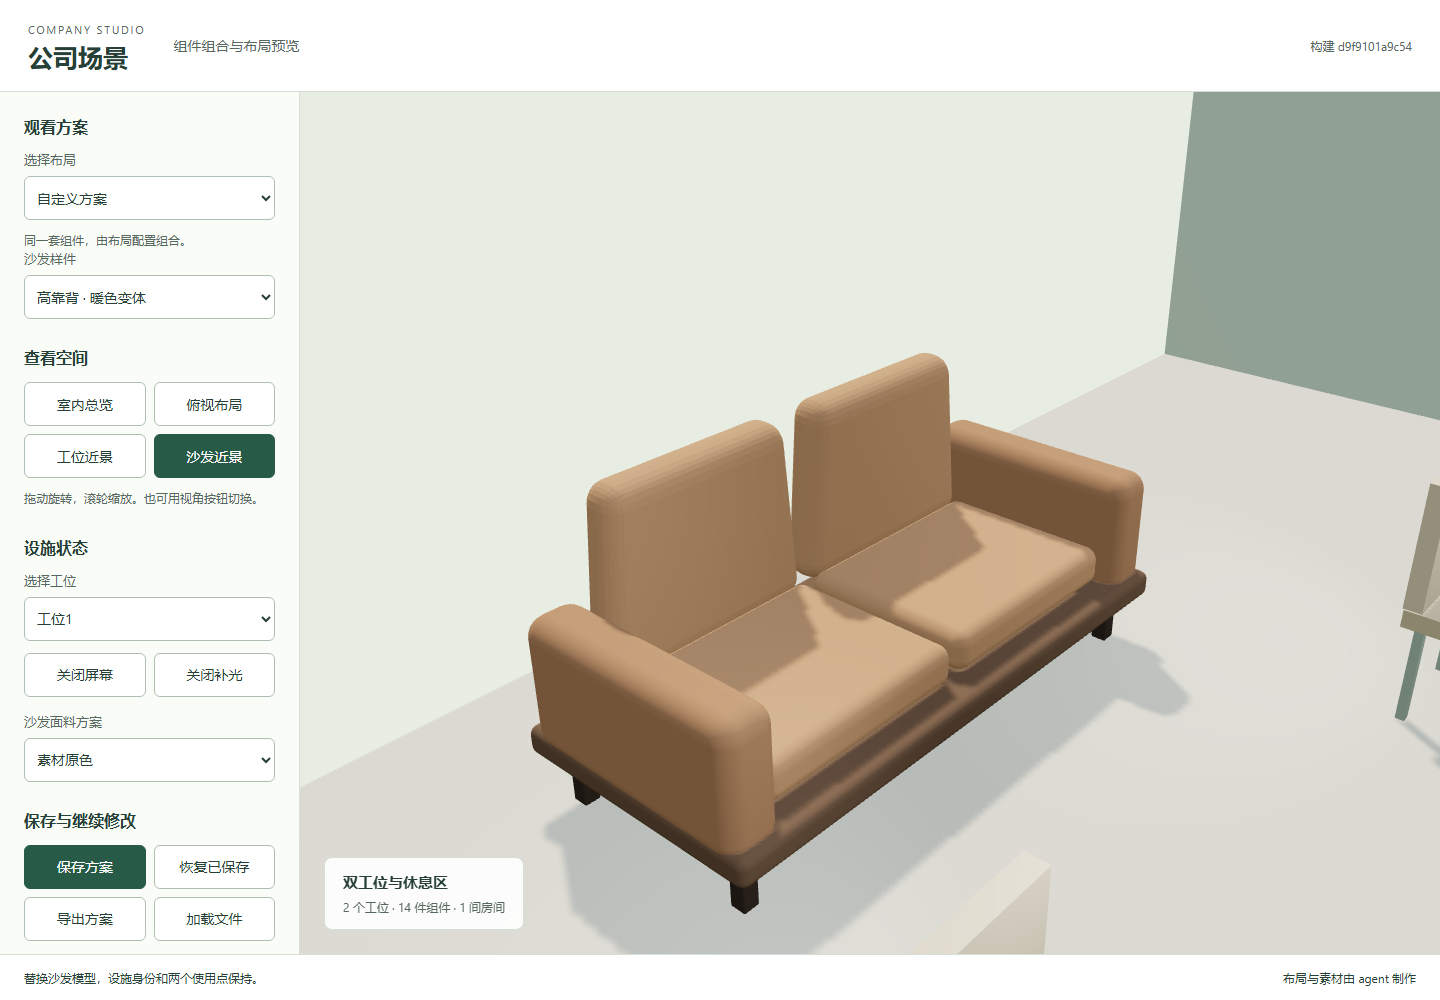 COMPANY STUDIO
公司场景
组件组合与布局预览
构建 d9f9101a9c54
观看方案
选择布局
自定义方案
同一套组件，由布局配置组合。
沙发样件
高靠背 · 暖色变体
查看空间
室内总览
俯视布局
工位近景
沙发近景
拖动旋转，滚轮缩放。也可用视角按钮切换。
设施状态
选择工位
工位1
关闭屏幕
关闭补光
沙发面料方案
素材原色
保存与继续修改
保存方案
恢复已保存
导出方案
加载文件
双工位与休息区
2 个工位 · 14 件组件 · 1 间房间
替换沙发模型，设施身份和两个使用点保持。
布局与素材由 agent 制作